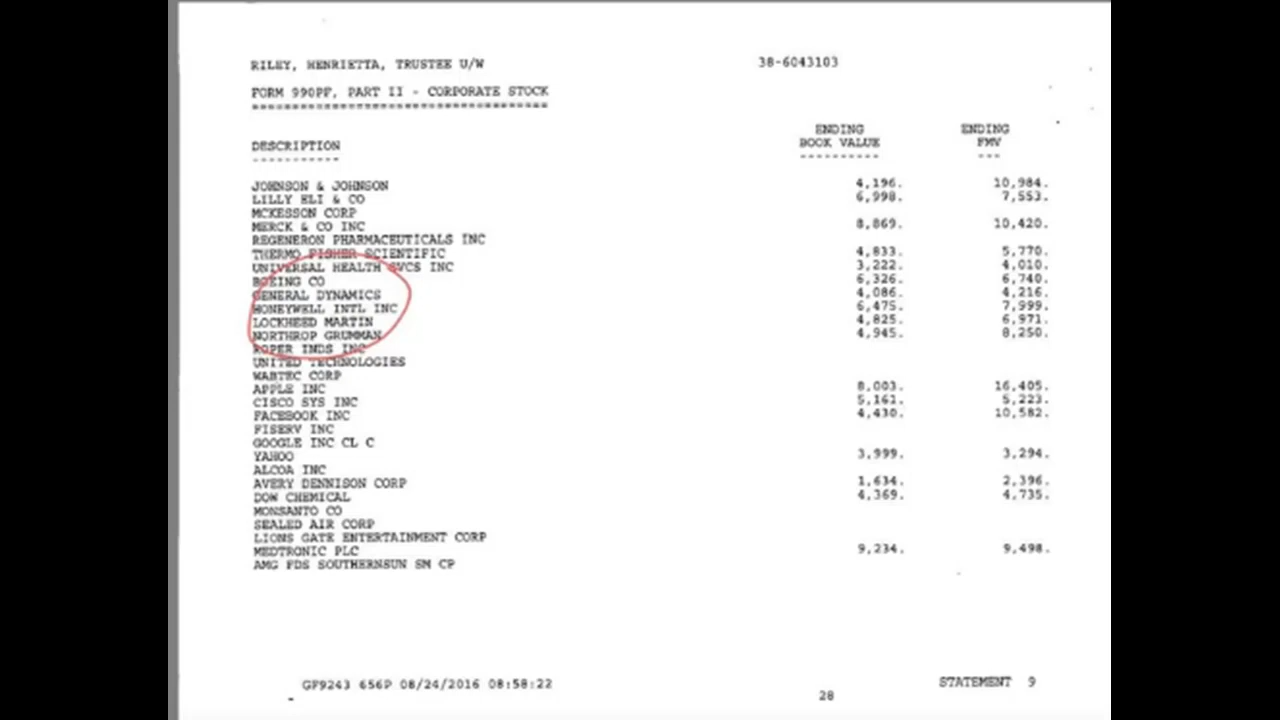 RILEY, HENRIETTA, TRUSTEE U/W 38-6043103
FORM 990PF, PART II - CORPORATE STOCK
====================================
ENDING ENDING
DESCRIPTION BOOK VALUE FMV
----------- ---------- ---
JOHNSON & JOHNSON 4,196. 10,984.
LILLY ELI & CO 6,998. 7,553.
MCKESSON CORP
MERCK & CO INC 8,869. 10,420.
REGENERON PHARMACEUTICALS INC
THERMO FISHER SCIENTIFIC 4,833. 5,770.
UNIVERSAL HEALTH SVCS INC 3,222. 4,010.
BOEING CO 6,326. 6,740.
GENERAL DYNAMICS 4,086. 4,216.
HONEYWELL INTL INC 6,475. 7,999.
LOCKHEED MARTIN 4,825. 6,971.
NORTHROP GRUMMAN 4,945. 8,250.
ROPER INDS INC
UNITED TECHNOLOGIES
WABTEC CORP
APPLE INC 8,003. 16,405.
CISCO SYS INC 5,161. 5,223.
FACEBOOK INC 4,430. 10,582.
FISERV INC
GOOGLE INC CL C
YAHOO 3,999. 3,294.
ALCOA INC
AVERY DENNISON CORP 1,634. 2,396.
DOW CHEMICAL 4,369. 4,735.
MONSANTO CO
SEALED AIR CORP
LIONS GATE ENTERTAINMENT CORP
MEDTRONIC PLC 9,234. 9,498.
AMG FDS SOUTHERNSUN SM CP
GF9243 656P 08/24/2016 08:58:22 STATEMENT 9
28